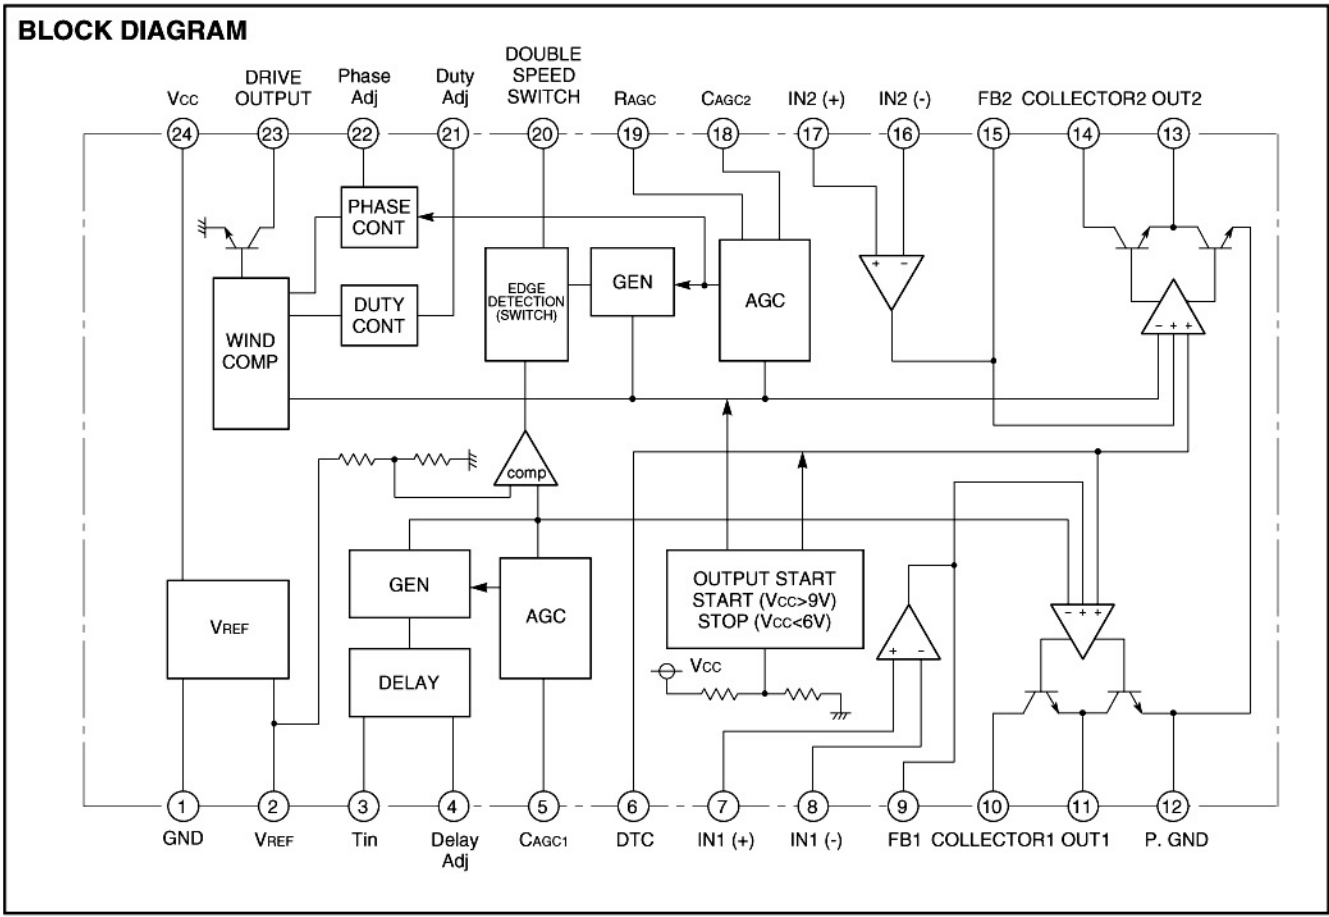 BLOCK DIAGRAM
Vcc
DRIVE
OUTPUT
Phase
Adj
Duty
Adj
DOUBLE
SPEED
SWITCH
RAGC
CAGC2
IN2 (+)
IN2 (-)
FB2
COLLECTOR2
OUT2
24
23
22
21
20
19
18
17
16
15
14
13
PHASE
CONT
DUTY
CONT
WIND
COMP
EDGE
DETECTION
(SWITCH)
GEN
AGC
+ −
− + +
comp
GEN
AGC
DELAY
VREF
OUTPUT START
START (Vcc>9V)
STOP (Vcc<6V)
Vcc
+ −
− + +
1
2
3
4
5
6
7
8
9
10
11
12
GND
VREF
Tin
Delay
Adj
CAGC1
DTC
IN1 (+)
IN1 (-)
FB1
COLLECTOR1
OUT1
P. GND